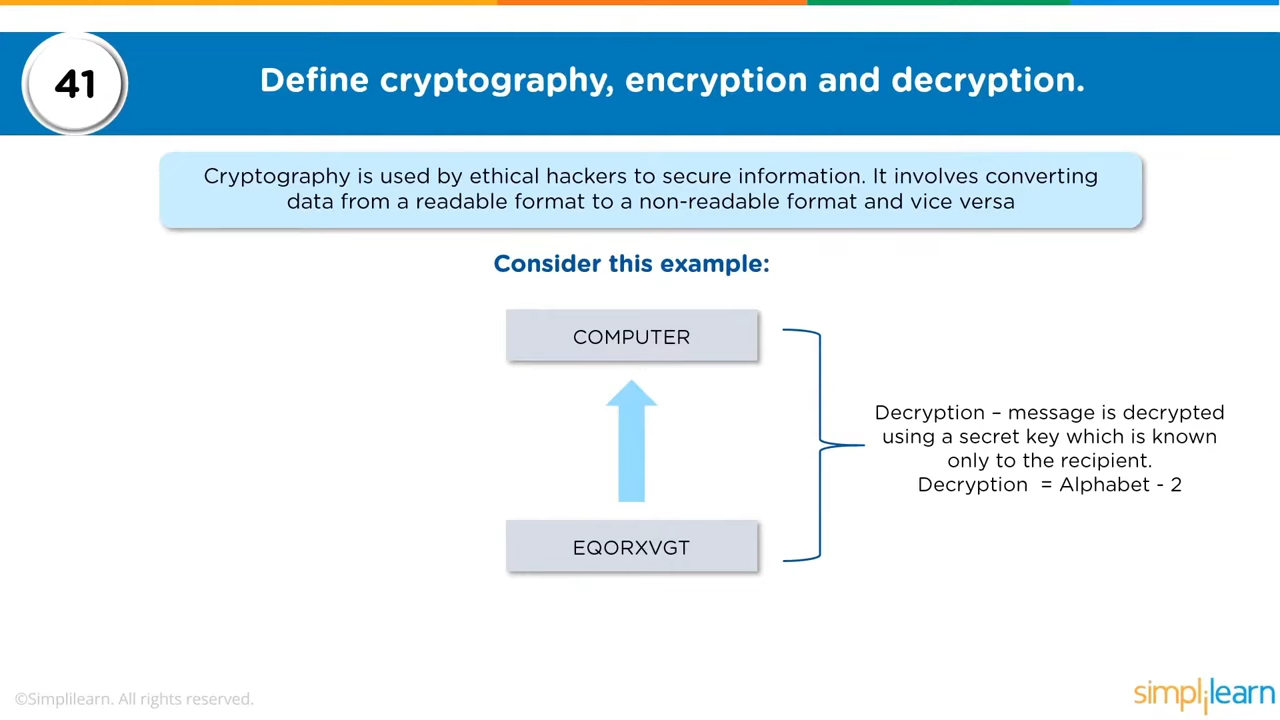 41
Define cryptography, encryption and decryption.
Cryptography is used by ethical hackers to secure information. It involves converting
data from a readable format to a non-readable format and vice versa
Consider this example:
COMPUTER
Decryption – message is decrypted
using a secret key which is known
only to the recipient.
Decryption = Alphabet - 2
EQORXVGT
©Simplilearn. All rights reserved.
simplilearn